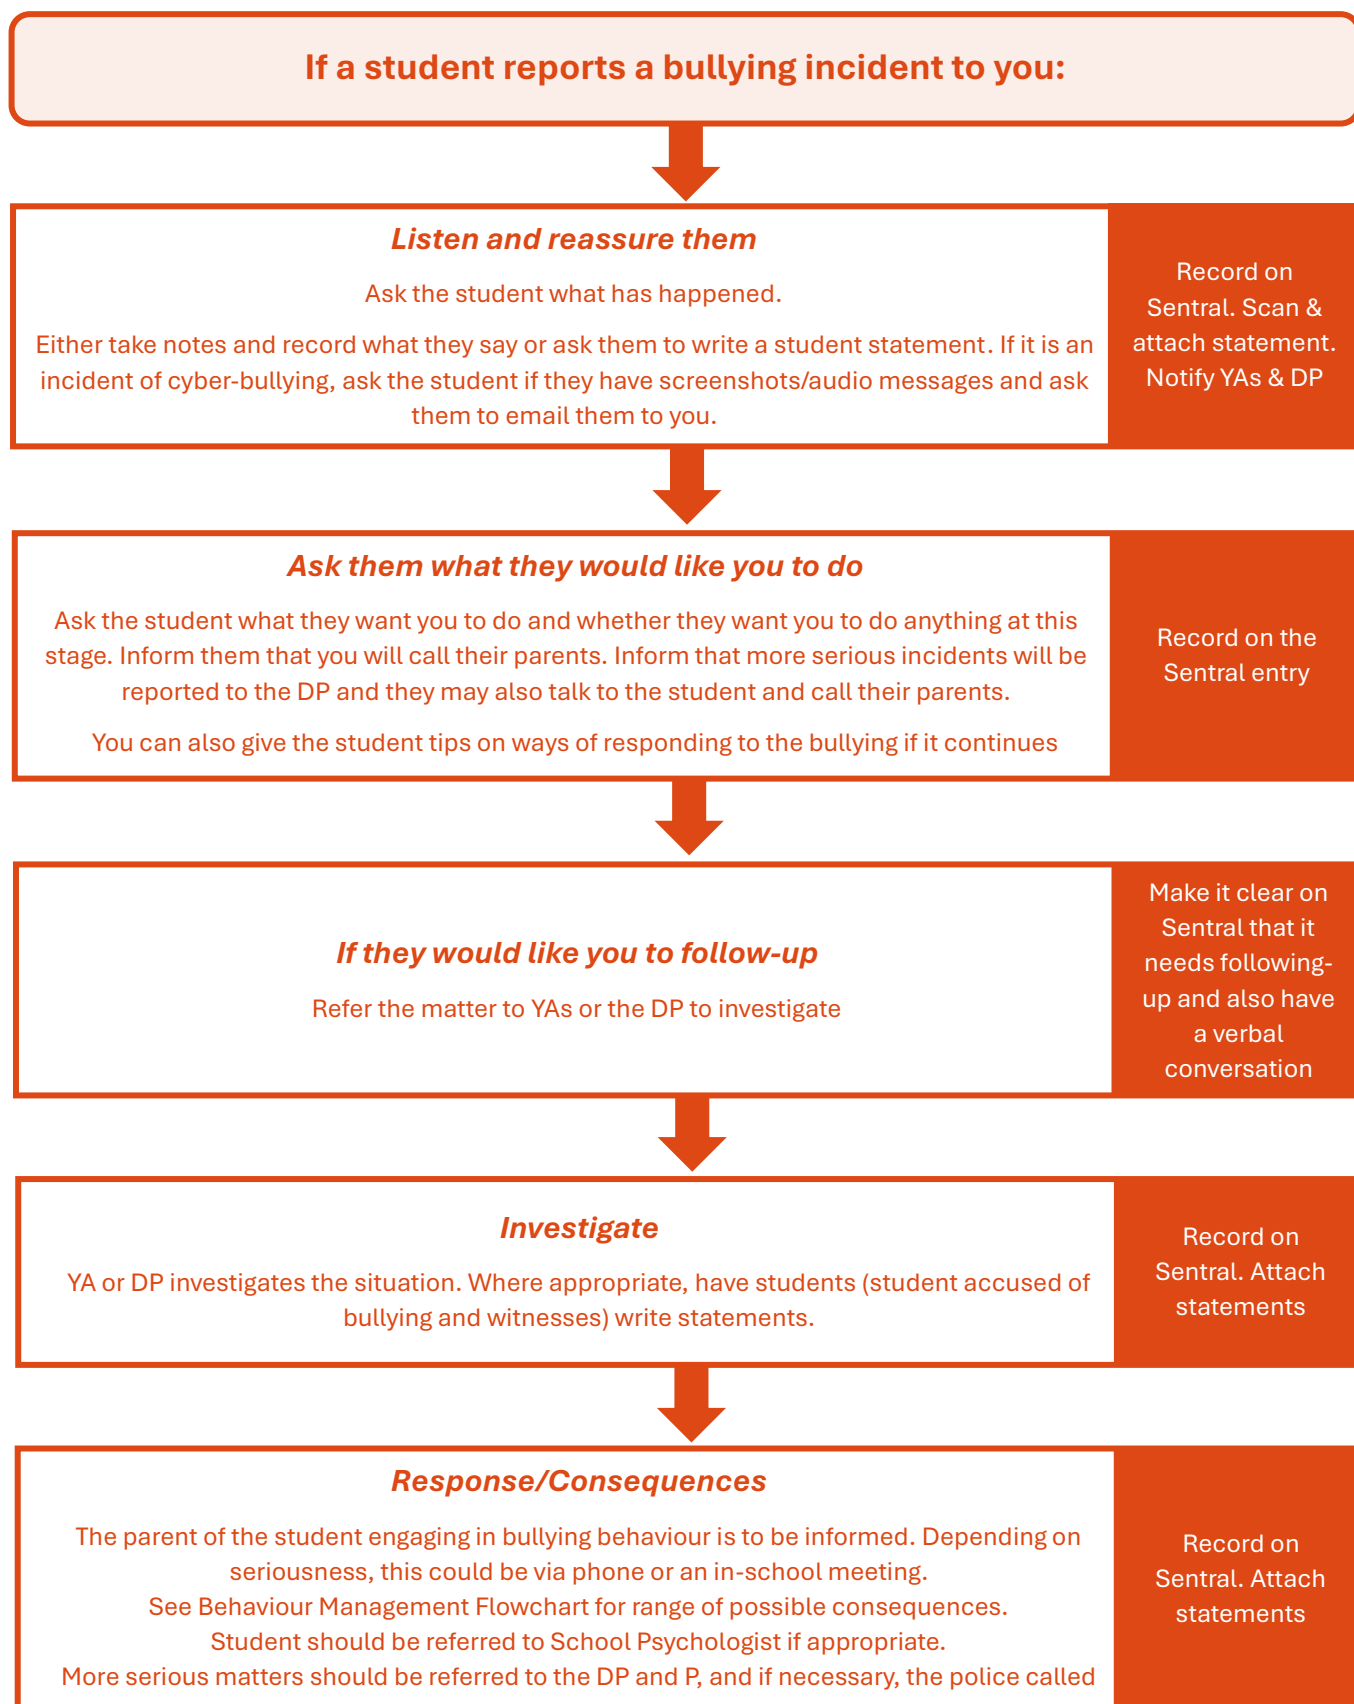 If a student reports a bullying incident to you:
Listen and reassure them
Ask the student what has happened.
Either take notes and record what they say or ask them to write a student statement. If it is an
incident of cyber-bullying, ask the student if they have screenshots/audio messages and ask
them to email them to you.
Record on
Sentral. Scan &
attach statement.
Notify YAs & DP
Ask them what they would like you to do
Ask the student what they want you to do and whether they want you to do anything at this
stage. Inform them that you will call their parents. Inform that more serious incidents will be
reported to the DP and they may also talk to the student and call their parents.
You can also give the student tips on ways of responding to the bullying if it continues
Record on the
Sentral entry
If they would like you to follow-up
Refer the matter to YAs or the DP to investigate
Make it clear on
Sentral that it
needs following-
up and also have
a verbal
conversation
Investigate
YA or DP investigates the situation. Where appropriate, have students (student accused of
bullying and witnesses) write statements.
Record on
Sentral. Attach
statements
Response/Consequences
The parent of the student engaging in bullying behaviour is to be informed. Depending on
seriousness, this could be via phone or an in-school meeting.
See Behaviour Management Flowchart for range of possible consequences.
Student should be referred to School Psychologist if appropriate.
More serious matters should be referred to the DP and P, and if necessary, the police called
Record on
Sentral. Attach
statements